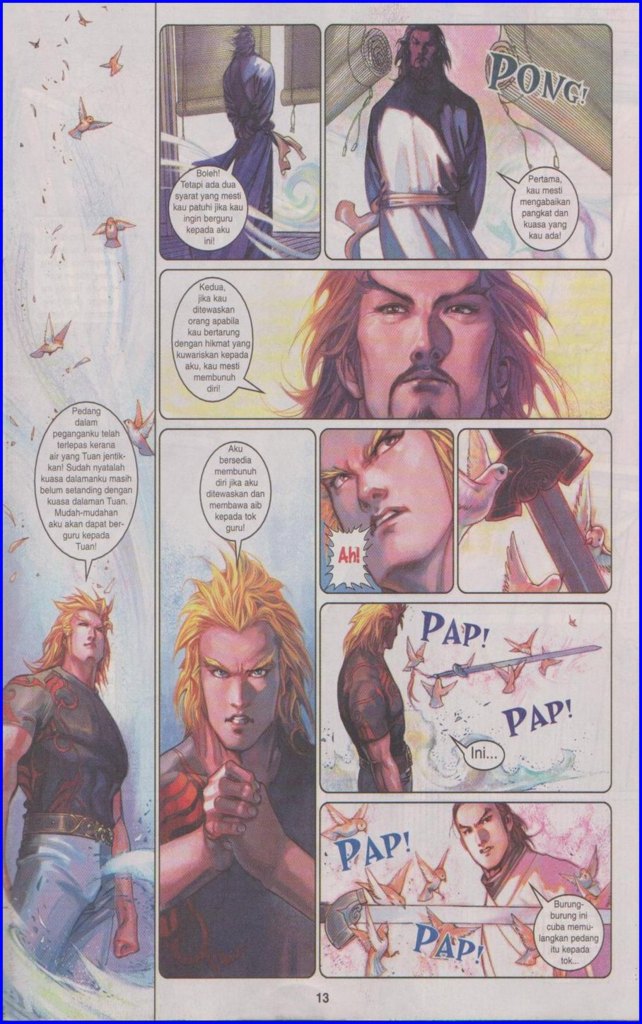 Pedang
dalam
peganganku telah
terlepas kerana
air yang Tuan jentik-
kan! Sudah nyatalah
kuasa dalamanku masih
belum setanding dengan
kuasa dalaman Tuan.
Mudah-mudahan
aku akan dapat ber-
guru kepada
Tuan!
Boleh!
Tetapi ada dua
syarat yang mesti
kau patuhi jika kau
ingin berguru
kepada aku
ini!
PONG!
Pertama,
kau mesti
mengabaikan
pangkat dan
kuasa yang
kau ada!
Kedua,
jika kau
ditewaskan
orang apabila
kau bertarung
dengan hikmat yang
kuwariskan kepada
aku, kau mesti
membunuh
diri!
Aku
bersedia
membunuh
diri jika aku
ditewaskan dan
membawa aib
kepada tok
guru!
Ah!
PAP!
PAP!
Ini...
PAP!
PAP!
Burung-
burung ini
cuba memu-
langkan pedang
itu kepada
tok...
13